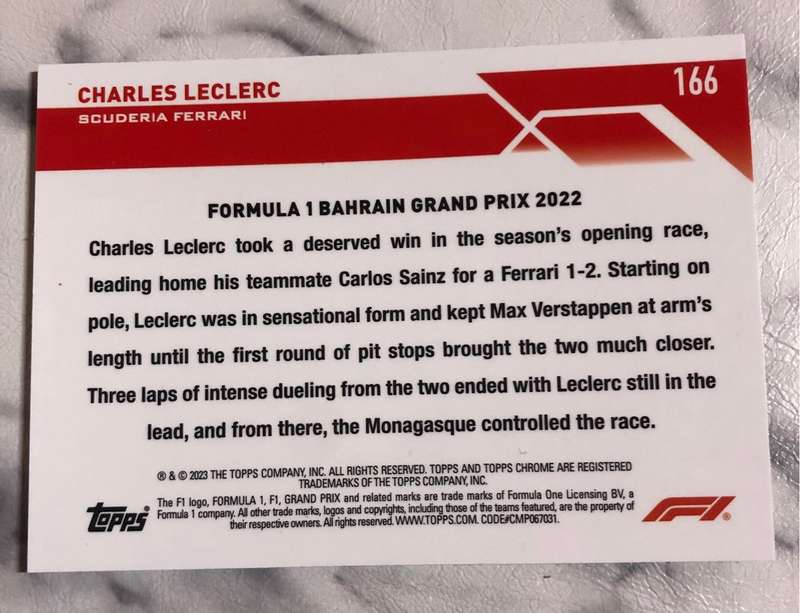 CHARLES LECLERC
166
SCUDERIA FERRARI
FORMULA 1 BAHRAIN GRAND PRIX 2022
Charles Leclerc took a deserved win in the season's opening race,
leading home his teammate Carlos Sainz for a Ferrari 1-2. Starting on
pole, Leclerc was in sensational form and kept Max Verstappen at arm's
length until the first round of pit stops brought the two much closer.
Three laps of intense dueling from the two ended with Leclerc still in the
lead, and from there, the Monagasque controlled the race.
® & © 2023 THE TOPPS COMPANY, INC. ALL RIGHTS RESERVED. TOPPS AND TOPPS CHROME ARE REGISTERED
TRADEMARKS OF THE TOPPS COMPANY, INC.
The F1 logo, FORMULA 1, F1, GRAND PRIX and related marks are trade marks of Formula One Licensing BV, a
Formula 1 company. All other trade marks, logos and copyrights, including those of the teams featured, are the property of
their respective owners. All rights reserved. WWW.TOPPS.COM. CODE#CMP067031.
topps
F1®